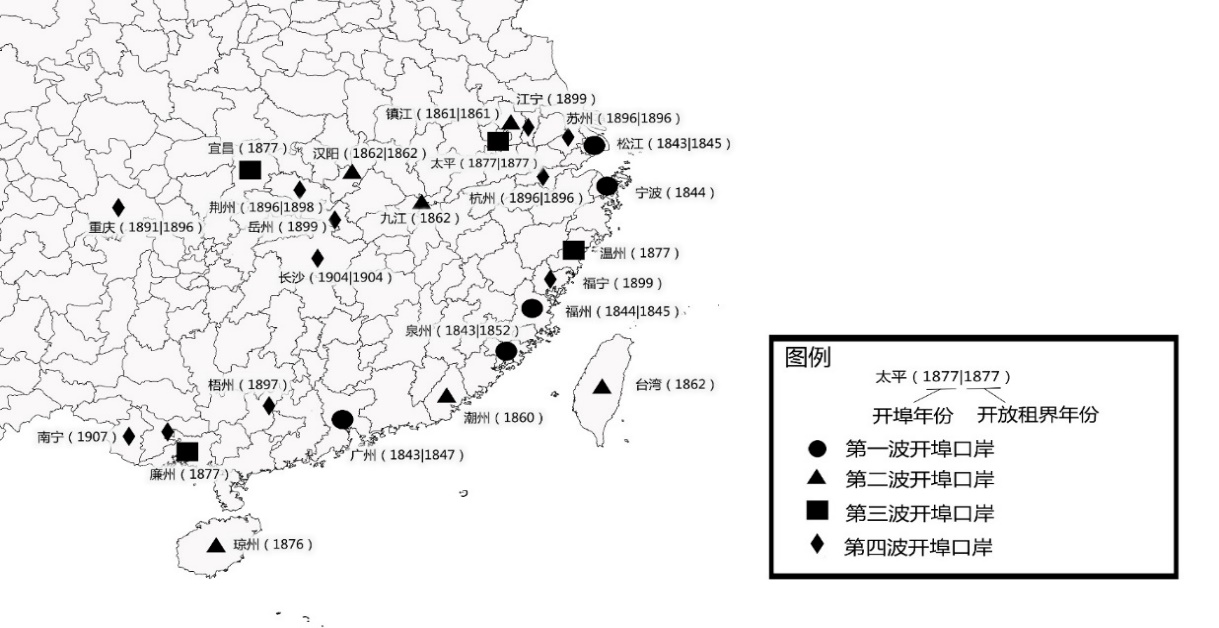 江宁（1899）
镇江（1861|1861）
苏州（1896|1896）
松江（1843|1845）
宜昌（1877）
汉阳（1862|1862）
太平（1877|1877）
宁波（1844）
杭州（1896|1896）
荆州（1896|1898）
九江（1862）
重庆（1891|1896）
岳州（1899）
温州（1877）
长沙（1904|1904）
福宁（1899）
福州（1844|1845）
泉州（1843|1852）
梧州（1897）
台湾（1862）
潮州（1860）
南宁（1907）
广州（1843|1847）
廉州（1877）
琼州（1876）
图例
太平（1877|1877）
开埠年份 开放租界年份
第一波开埠口岸
第二波开埠口岸
第三波开埠口岸
第四波开埠口岸